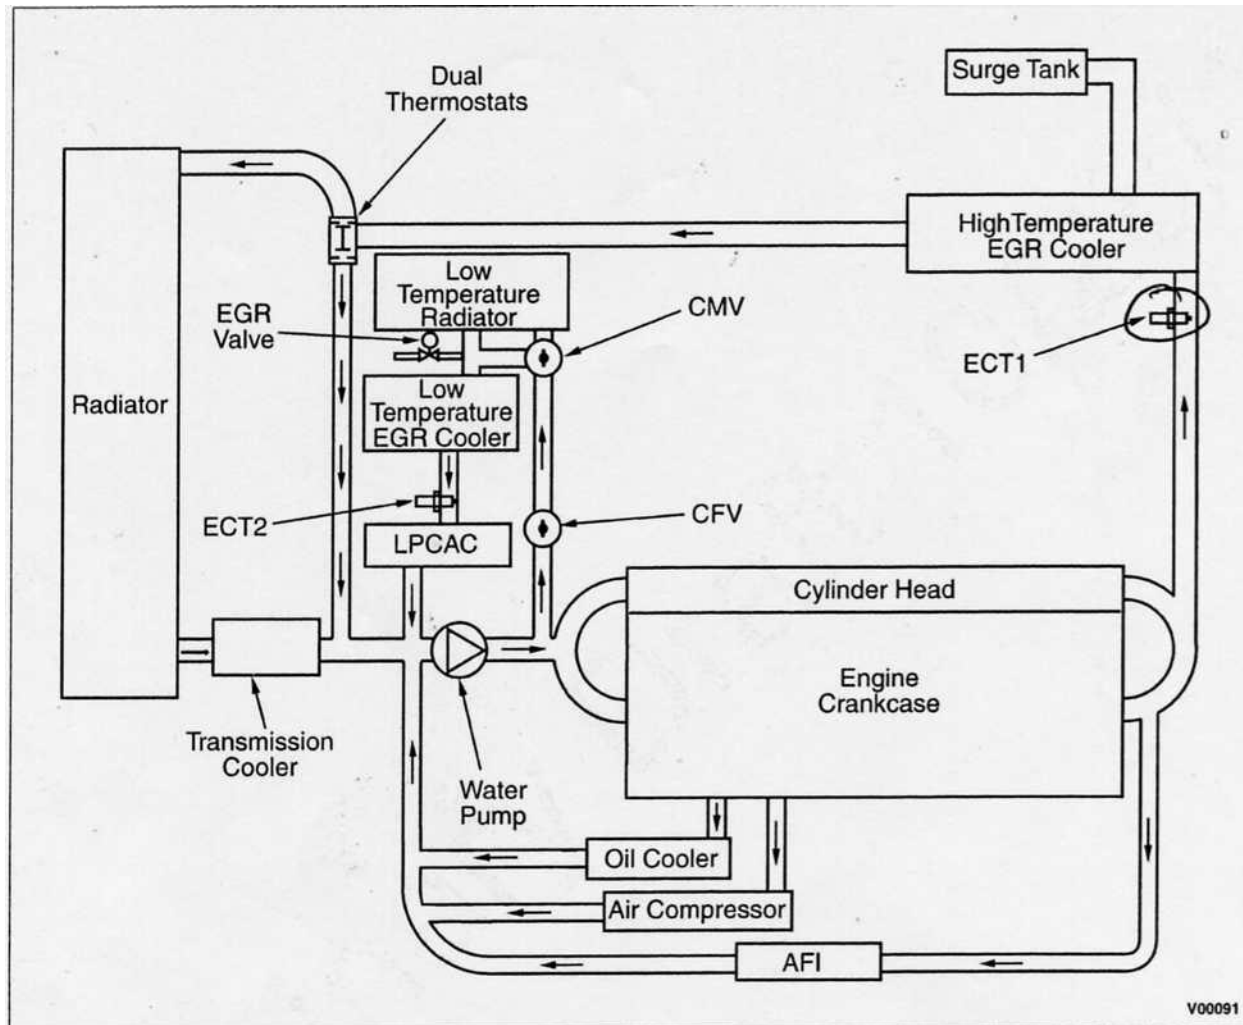 Dual
Thermostats
Surge Tank
High Temperature
EGR Cooler
Low
Temperature
Radiator
EGR
Valve
CMV
ECT1
Radiator
Low
Temperature
EGR Cooler
ECT2
CFV
LPCAC
Cylinder Head
Engine
Crankcase
Transmission
Cooler
Water
Pump
Oil Cooler
Air Compressor
AFI
V00091